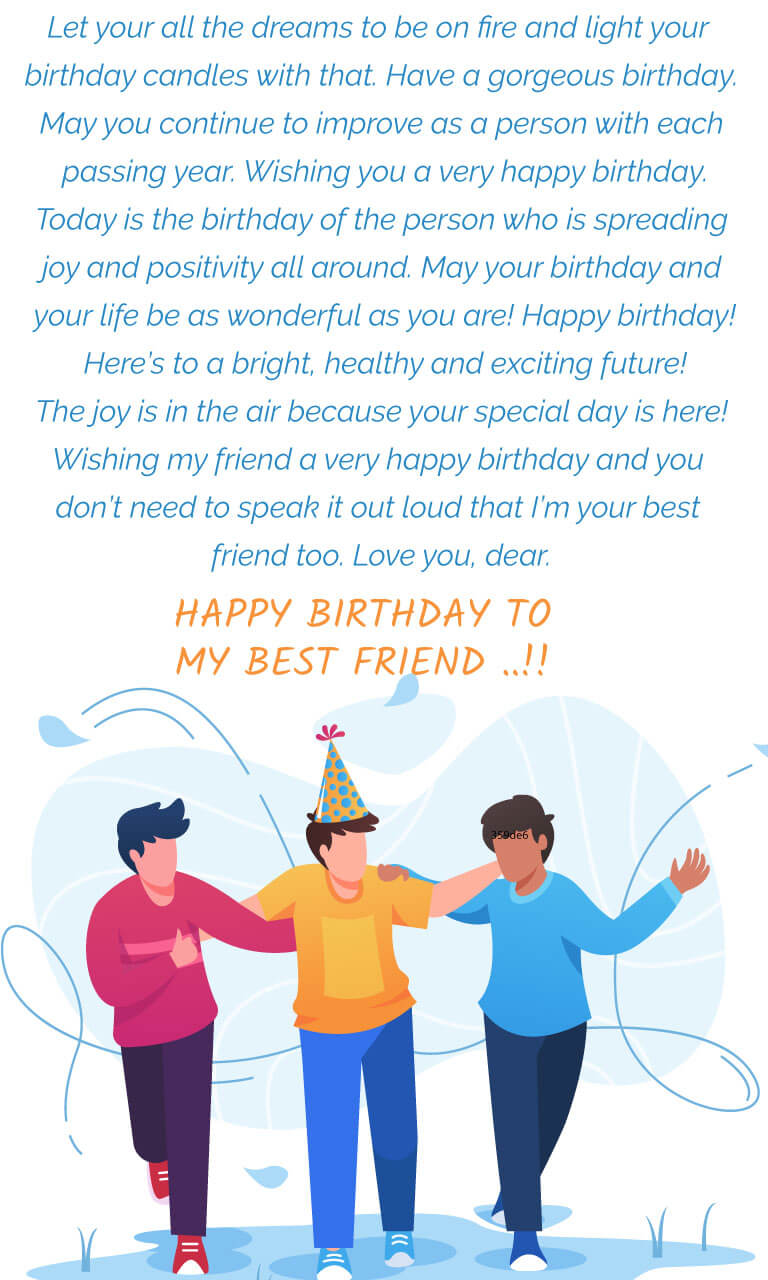 Let your all the dreams to be on fire and light your
birthday candles with that. Have a gorgeous birthday.
May you continue to improve as a person with each
passing year. Wishing you a very happy birthday.
Today is the birthday of the person who is spreading
joy and positivity all around. May your birthday and
your life be as wonderful as you are! Happy birthday!
Here’s to a bright, healthy and exciting future!
The joy is in the air because your special day is here!
Wishing my friend a very happy birthday and you
don’t need to speak it out loud that I’m your best
friend too. Love you, dear.
HAPPY BIRTHDAY TO
MY BEST FRIEND ..!!
359de6